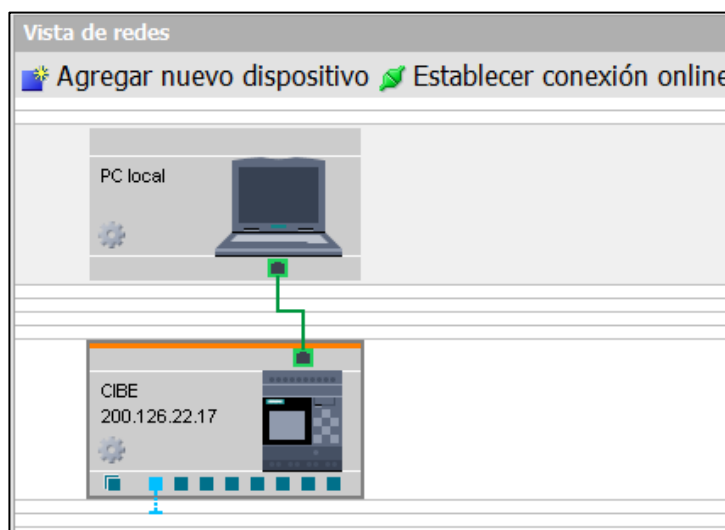 Vista de redes
Agregar nuevo dispositivo Establecer conexión online
PC local
CIBE
200.126.22.17